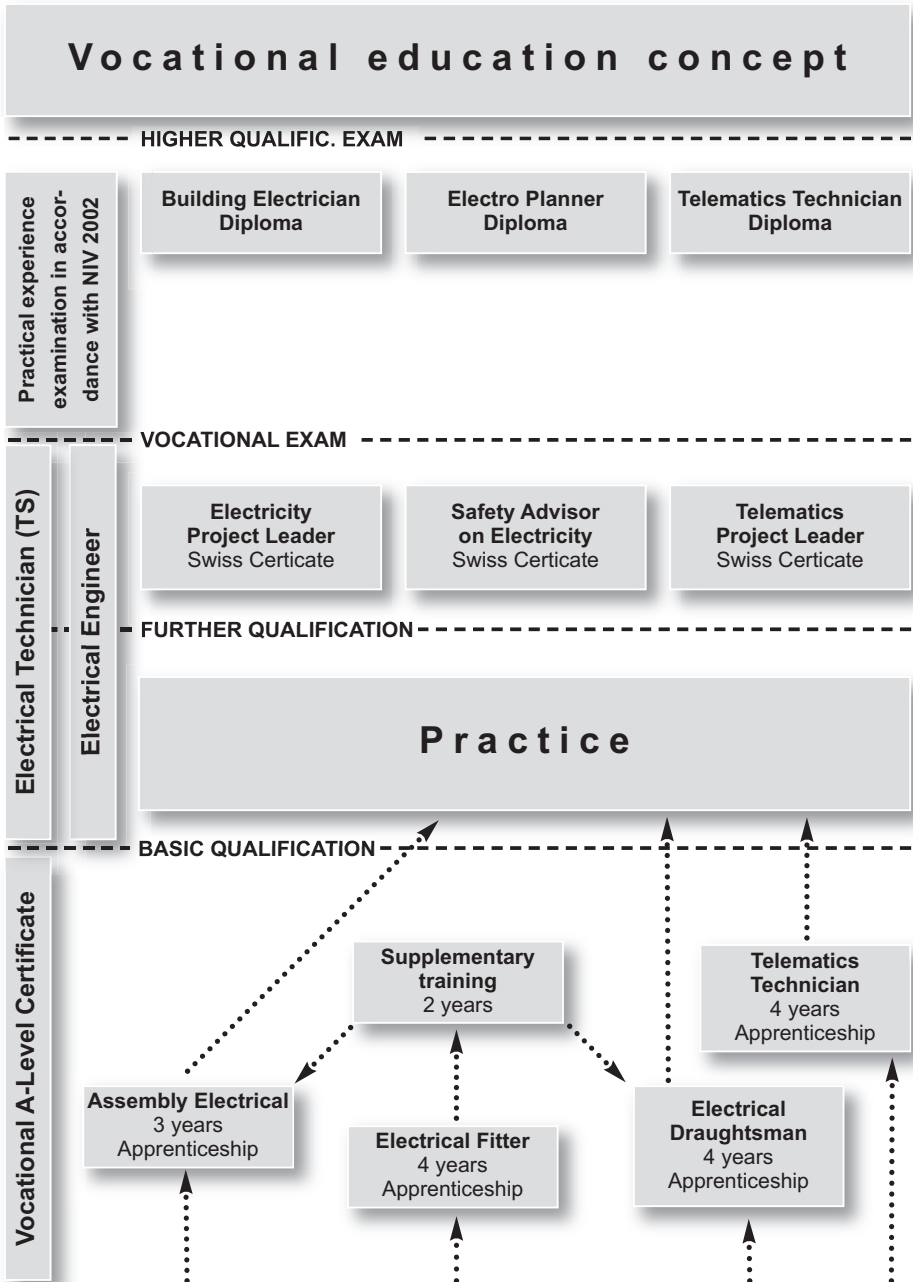 Vocational education concept
HIGHER QUALIFIC. EXAM
Practical experience
examination in accor-
dance with NIV 2002
Building Electrician
Diploma
Electro Planner
Diploma
Telematics Technician
Diploma
VOCATIONAL EXAM
Electrical Technician (TS)
Electrical Engineer
Electricity
Project Leader
Swiss Certicate
Safety Advisor
on Electricity
Swiss Certicate
Telematics
Project Leader
Swiss Certicate
FURTHER QUALIFICATION
Practice
BASIC QUALIFICATION
Vocational A-Level Certificate
Supplementary
training
2 years
Telematics
Technician
4 years
Apprenticeship
Assembly Electrical
3 years
Apprenticeship
Electrical Fitter
4 years
Apprenticeship
Electrical
Draughtsman
4 years
Apprenticeship